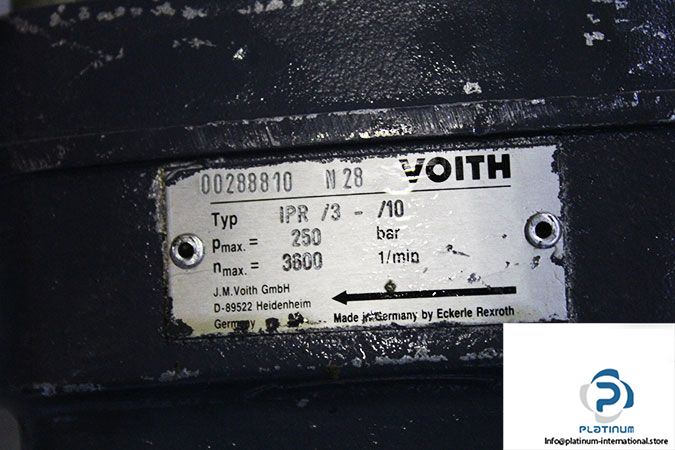 00288810 N 28 VOITH
Typ IPR /3 - /10
pmax. = 250 bar
nmax. = 3600 1/min
J.M.Voith GmbH
D-89522 Heidenheim
Germany
Made in Germany by Eckerle Rexroth
PLATINUM
Info@platinum-international.store